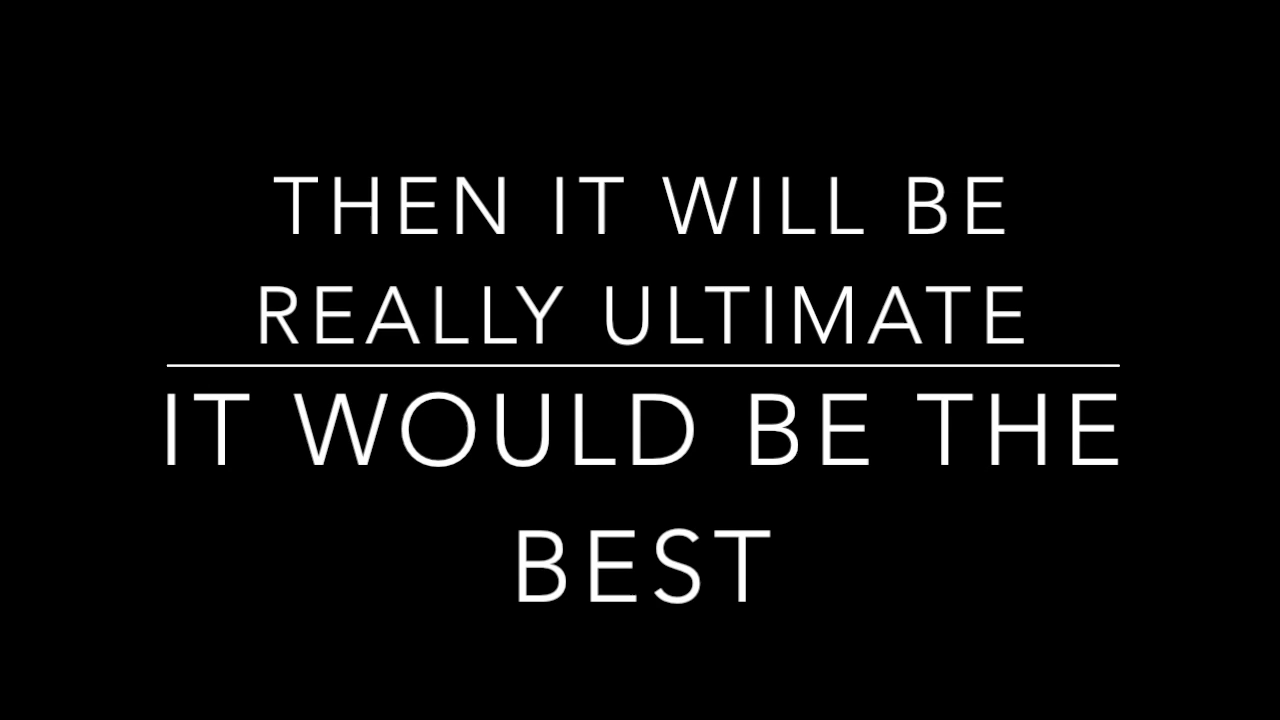 THEN IT WILL BE
REALLY ULTIMATE
IT WOULD BE THE
BEST